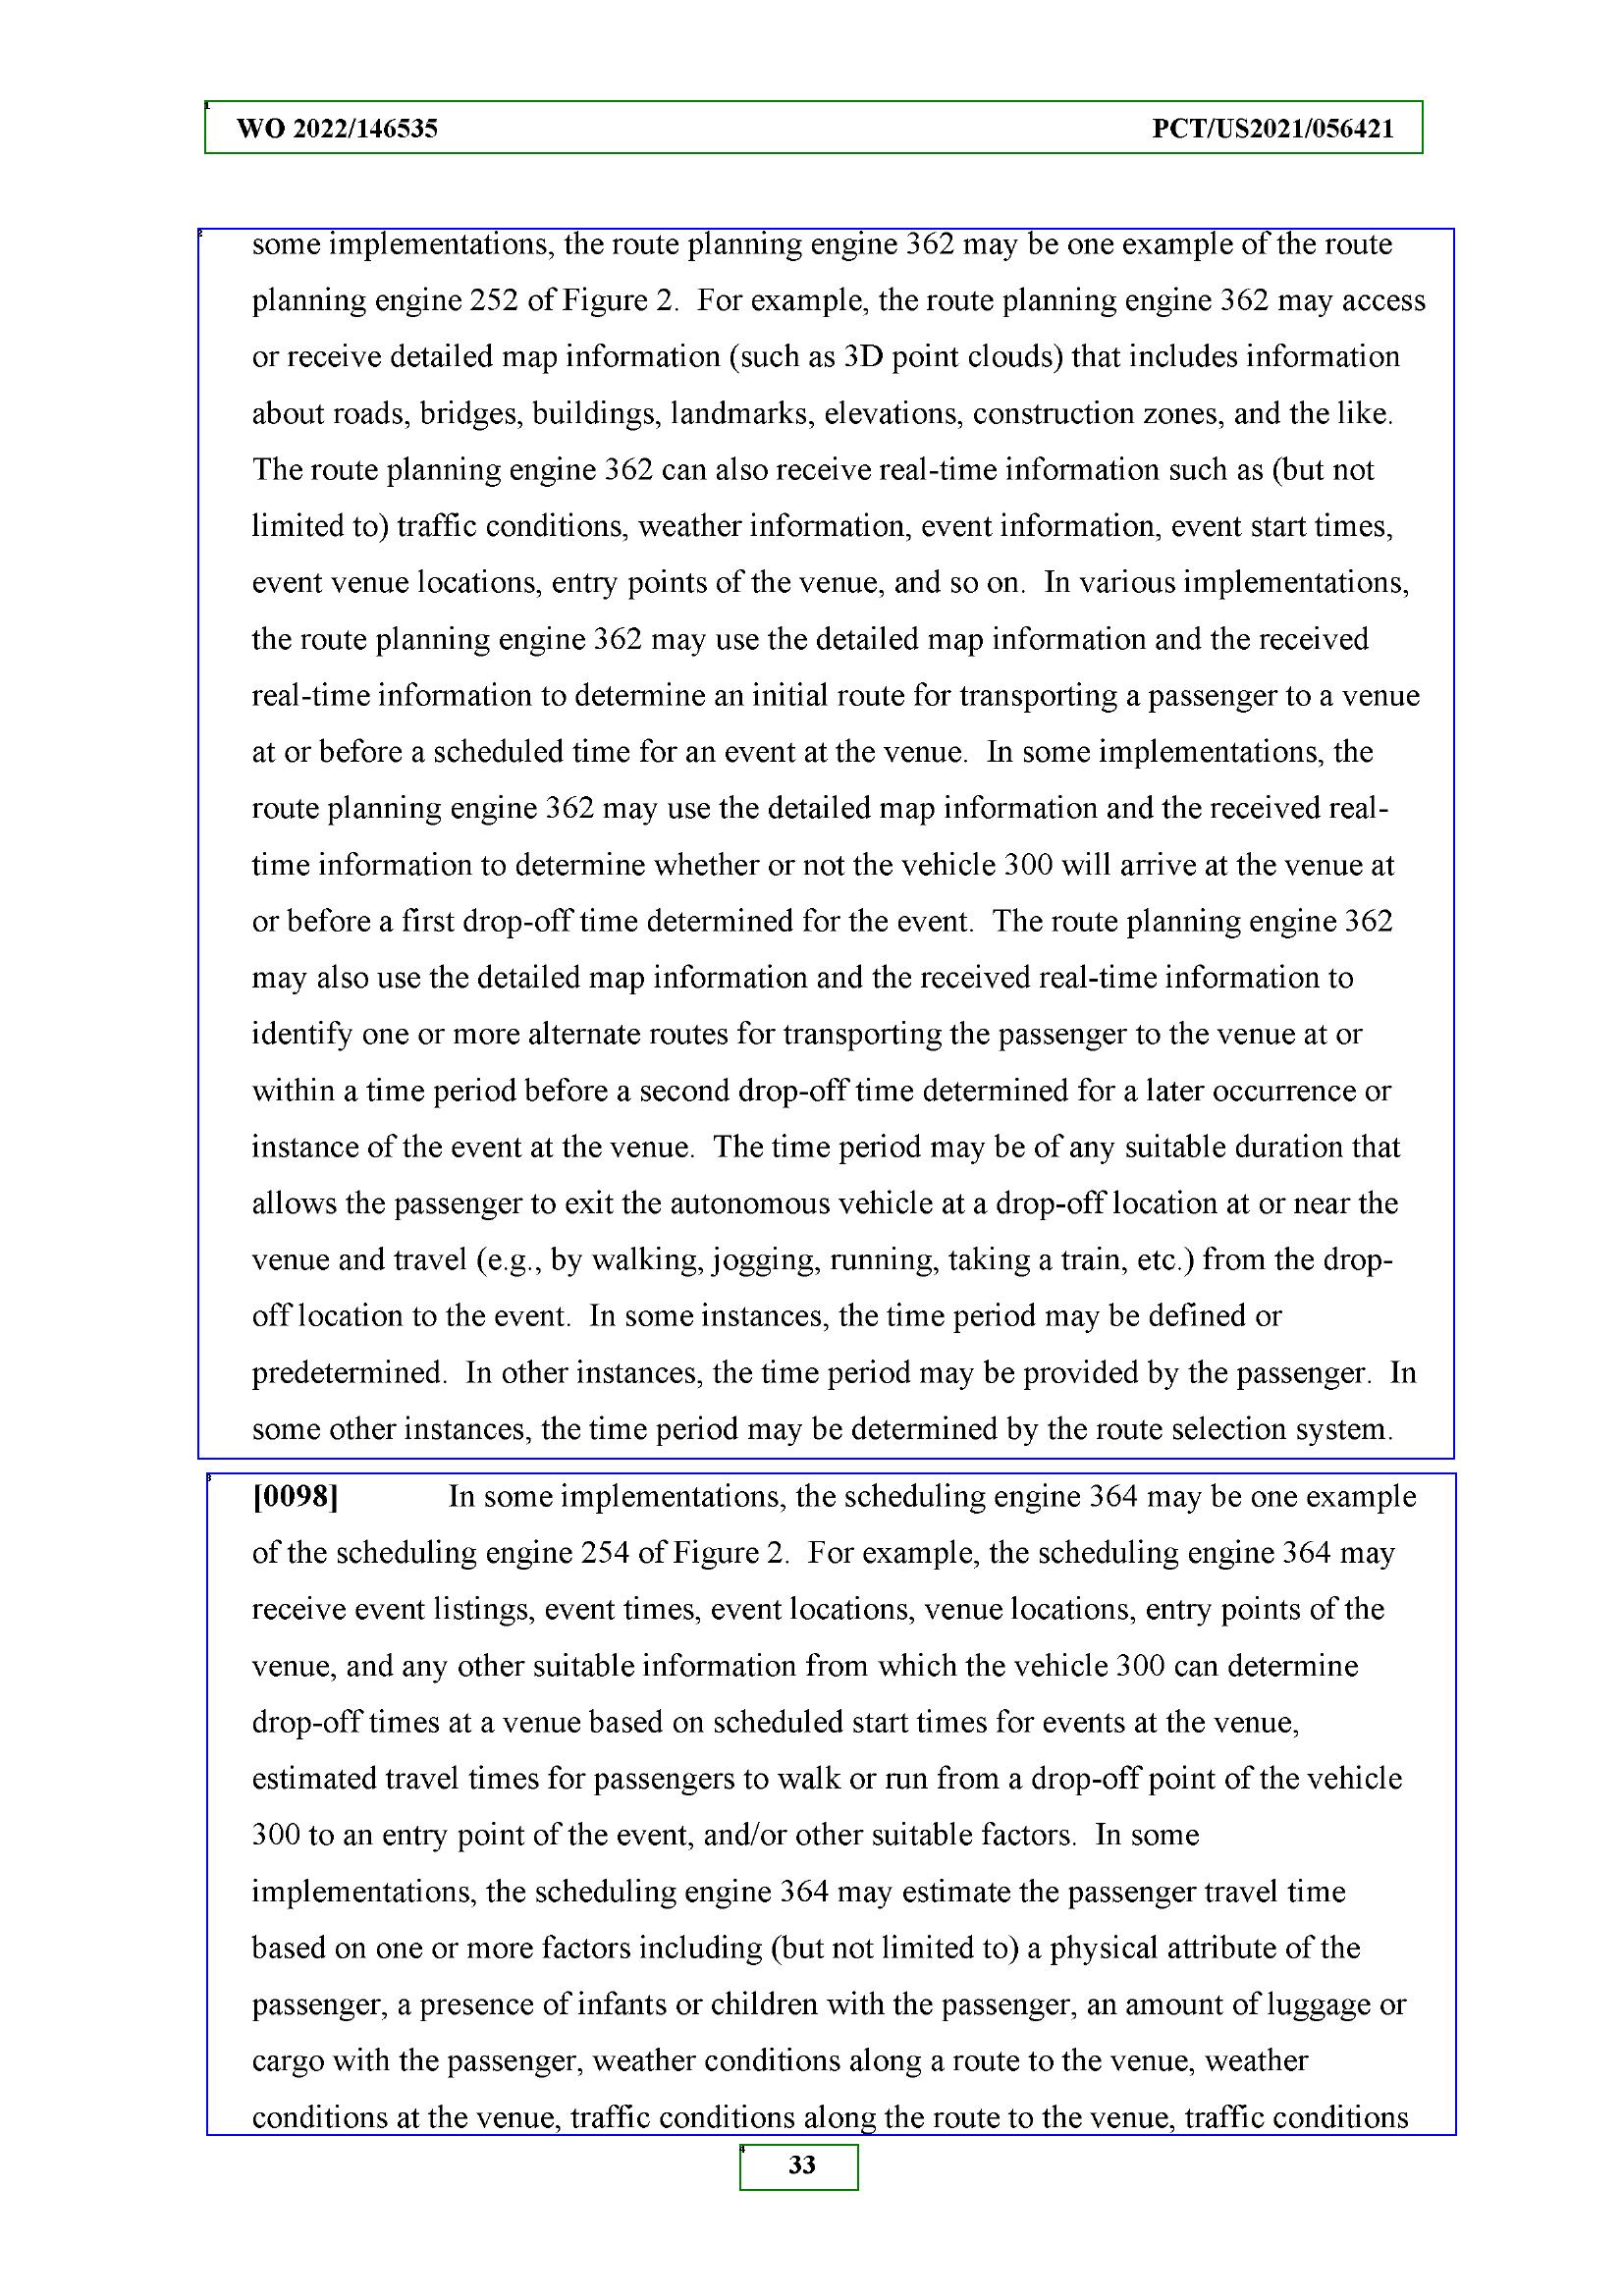 WO 2022/146535 PCT/US2021/056421
some implementations, the route planning engine 362 may be one example of the route
planning engine 252 of Figure 2.  For example, the route planning engine 362 may access
or receive detailed map information (such as 3D point clouds) that includes information
about roads, bridges, buildings, landmarks, elevations, construction zones, and the like.
The route planning engine 362 can also receive real-time information such as (but not
limited to) traffic conditions, weather information, event information, event start times,
event venue locations, entry points of the venue, and so on.  In various implementations,
the route planning engine 362 may use the detailed map information and the received
real-time information to determine an initial route for transporting a passenger to a venue
at or before a scheduled time for an event at the venue.  In some implementations, the
route planning engine 362 may use the detailed map information and the received real-
time information to determine whether or not the vehicle 300 will arrive at the venue at
or before a first drop-off time determined for the event.  The route planning engine 362
may also use the detailed map information and the received real-time information to
identify one or more alternate routes for transporting the passenger to the venue at or
within a time period before a second drop-off time determined for a later occurrence or
instance of the event at the venue.  The time period may be of any suitable duration that
allows the passenger to exit the autonomous vehicle at a drop-off location at or near the
venue and travel (e.g., by walking, jogging, running, taking a train, etc.) from the drop-
off location to the event.  In some instances, the time period may be defined or
predetermined.  In other instances, the time period may be provided by the passenger.  In
some other instances, the time period may be determined by the route selection system.
[0098] In some implementations, the scheduling engine 364 may be one example
of the scheduling engine 254 of Figure 2.  For example, the scheduling engine 364 may
receive event listings, event times, event locations, venue locations, entry points of the
venue, and any other suitable information from which the vehicle 300 can determine
drop-off times at a venue based on scheduled start times for events at the venue,
estimated travel times for passengers to walk or run from a drop-off point of the vehicle
300 to an entry point of the event, and/or other suitable factors.  In some
implementations, the scheduling engine 364 may estimate the passenger travel time
based on one or more factors including (but not limited to) a physical attribute of the
passenger, a presence of infants or children with the passenger, an amount of luggage or
cargo with the passenger, weather conditions along a route to the venue, weather
conditions at the venue, traffic conditions along the route to the venue, traffic conditions
33